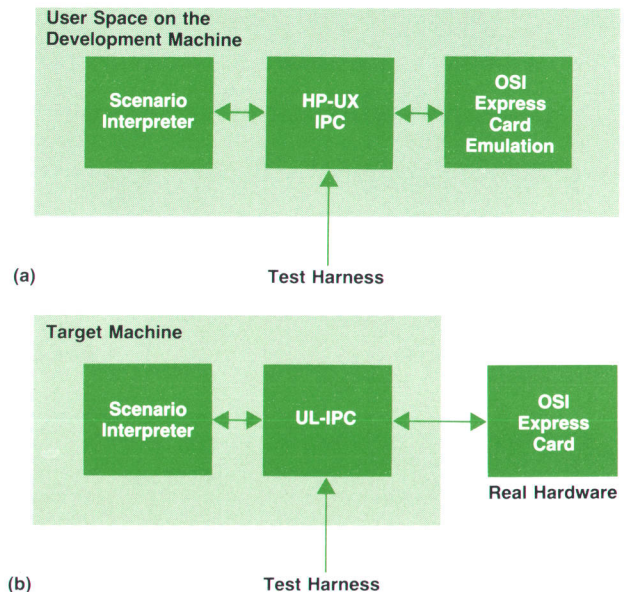 User Space on the
Development Machine
Scenario
Interpreter
HP-UX
IPC
OSI
Express
Card
Emulation
(a)
Test Harness
Target Machine
Scenario
Interpreter
UL-IPC
OSI
Express
Card
Real Hardware
(b)
Test Harness